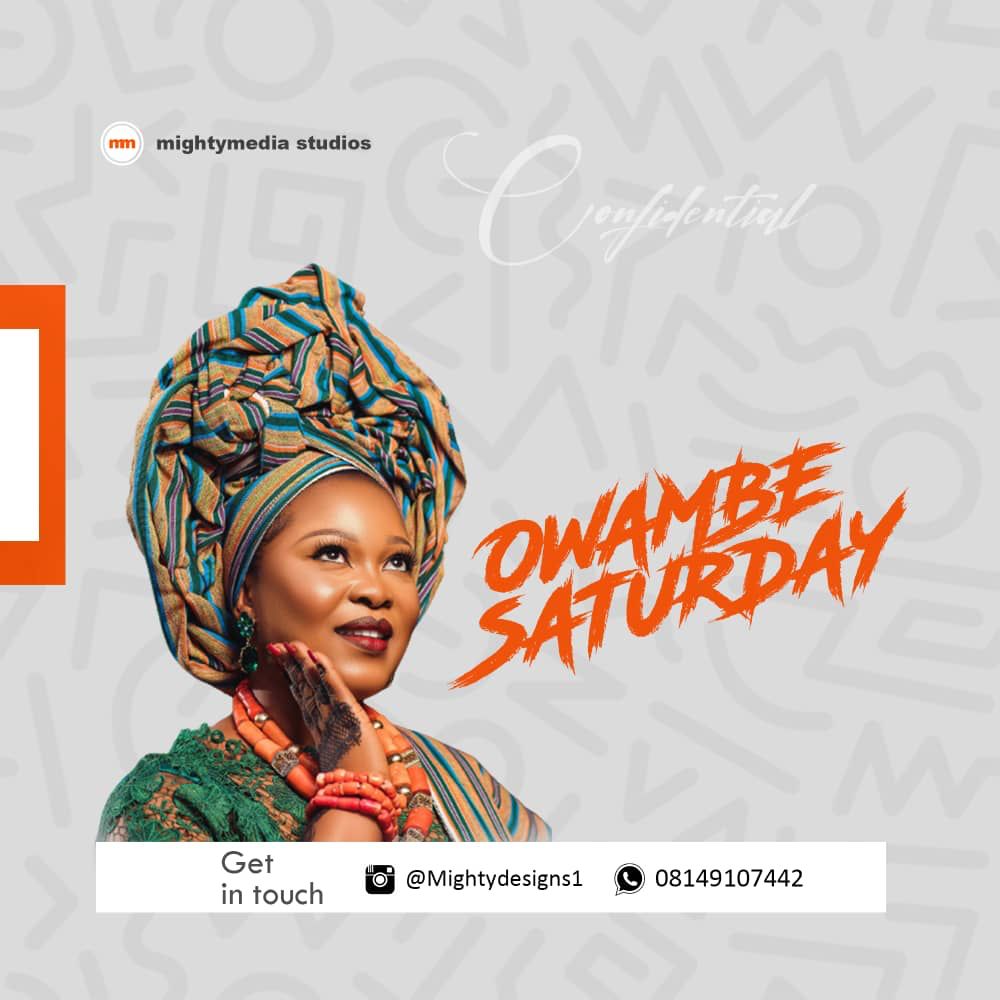 mm mightymedia studios
Confidential
OWAMBE
SATURDAY
Get
in touch
@Mightydesigns1
08149107442